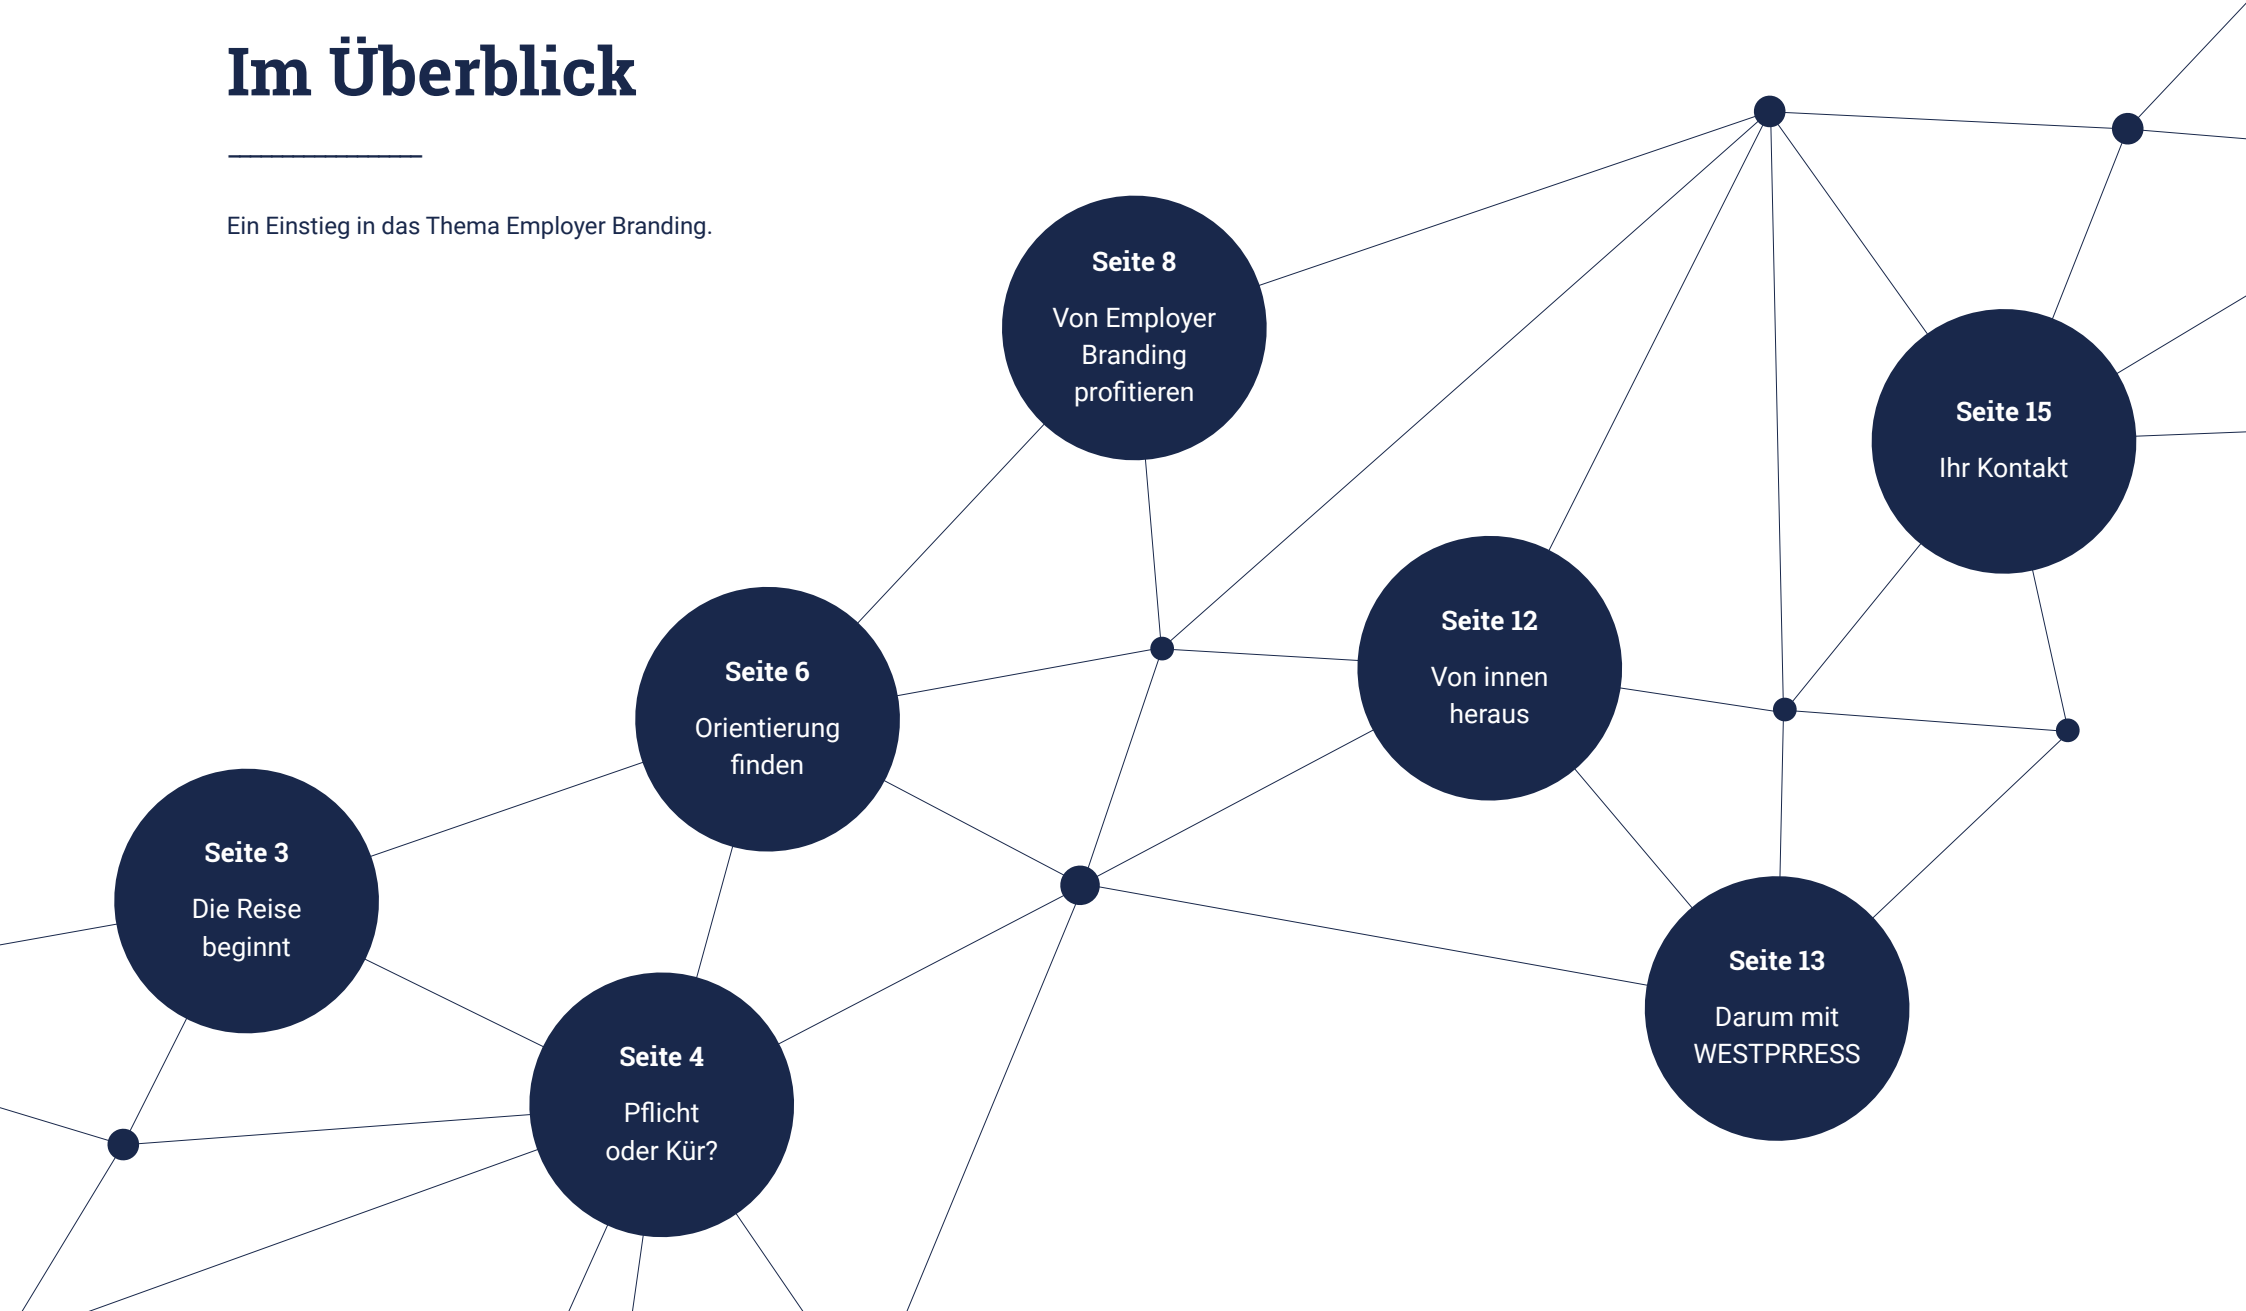 Im Überblick
Ein Einstieg in das Thema Employer Branding.
Seite 3
Die Reise
beginnt
Seite 4
Pflicht
oder Kür?
Seite 6
Orientierung
finden
Seite 8
Von Employer
Branding
profitieren
Seite 12
Von innen
heraus
Seite 13
Darum mit
WESTPRRESS
Seite 15
Ihr Kontakt